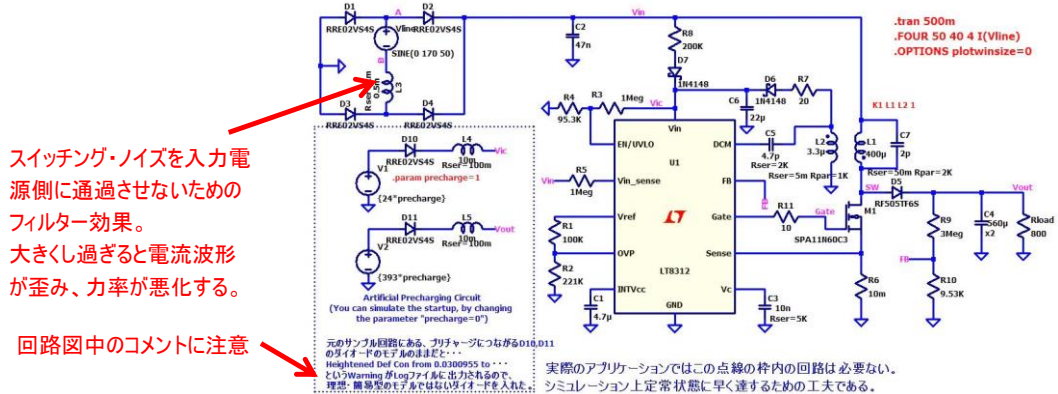 D1
RRE02VS4S
A
D2
RRE02VS4S
Vline
SINE(0 170 50)
B
0.5m
L3
D3
RRE02VS4S
D4
RRE02VS4S
Vin
C2
47n
R8
200K
D7
1N4148
.tran 500m
.FOUR 50 40 4 I(Vline)
.OPTIONS plotwinsize=0
D6
1N4148
R7
20
C6
22µ
K1 L1 L2 1
R4
95.3K
R3
1Meg
Vic
Vin
EN/UVLO
DCM
U1
Vin_sense
FB
Vref
Gate
OVP
LT8312
Sense
INTVcc
Vc
GND
C5
4.7p
Rser=2K
L2
3.3µ
Rser=5m Rpar=1K
L1
400µ
Rser=50m Rpar=2K
C7
2p
SW
D5
RF505TF6S
Vout
R5
1Meg
Vin
FB
R11
10
Gate
M1
SPA11N60C3
R9
3Meg
C4
560µ
x2
Rload
800
FB
R10
9.53K
R6
10m
R1
100K
R2
221K
C1
4.7µ
C3
10n
Rser=5K
D10
RRE02VS4S
L4
10m
Rser=100m
Vic
V1
.param precharge=1
{24*precharge}
D11
RRE02VS4S
L5
10m
Rser=100m
Vout
V2
{393*precharge}
Artificial Precharging Circuit
(You can simulate the startup, by changing
the parameter "precharge=0")
元のサンプル回路にある、プリチャージにつながるD10,D11
のダイオードのモデルのままだと・・・
Heightened Def Con from 0.0300955 to・・・
というWarningがLogファイルに出力されるので、
理想・簡易型のモデルではないダイオードを入れた。
スイッチング・ノイズを入力電
源側に通過させないための
フィルター効果。
大きくし過ぎると電流波形
が歪み、力率が悪化する。
回路図中のコメントに注意
実際のアプリケーションではこの点線の枠内の回路は必要ない。
シミュレーション上定常状態に早く達するための工夫である。